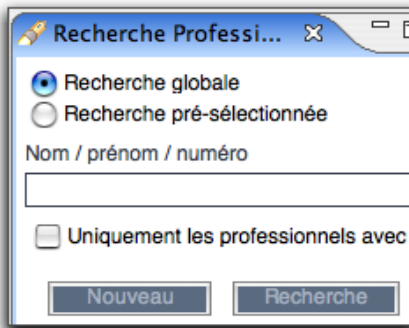 Recherche Professi...
Recherche globale
Recherche pré-sélectionnée
Nom / prénom / numéro
Uniquement les professionnels avec
Nouveau Recherche